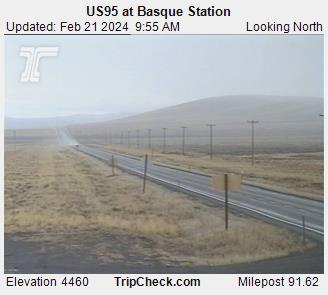 US95 at Basque Station
Updated: Feb 21 2024 9:55 AM Looking North
Elevation 4460 TripCheck.com Milepost 91.62